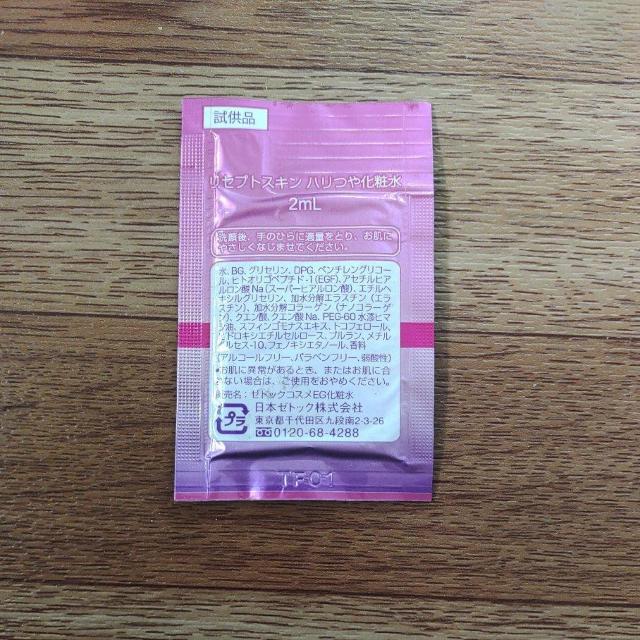 試供品
リセプトスキン ハリつや化粧水
2mL
洗顔後、手のひらに適量をとり、お肌に
やさしくなじませてください。
水、BG、グリセリン、DPG、ペンチレングリコー
ル、ヒトオリゴペプチド-1(EGF)、アセチルヒア
ルロン酸Na(スーパーヒアルロン酸)、エチルヘ
キシルグリセリン、加水分解エラスチン(エラ
スチン)、加水分解コラーゲン(ナノコラーゲ
ン)、クエン酸、クエン酸Na、PEG-60水添ヒマ
シ油、スフィンゴモナスエキス、トコフェロール、
ヒドロキシエチルセルロース、プルラン、メチル
グルセス-10、フェノキシエタノール、香料
(アルコールフリー、パラベンフリー、弱酸性)
●お肌に異常があるとき、またはお肌に合
わない場合は、ご使用をおやめください。
販売名:ゼトックコスメEG化粧水
プラ
日本ゼトック株式会社
東京都千代田区九段南2-3-26
0120-68-4288
TF01